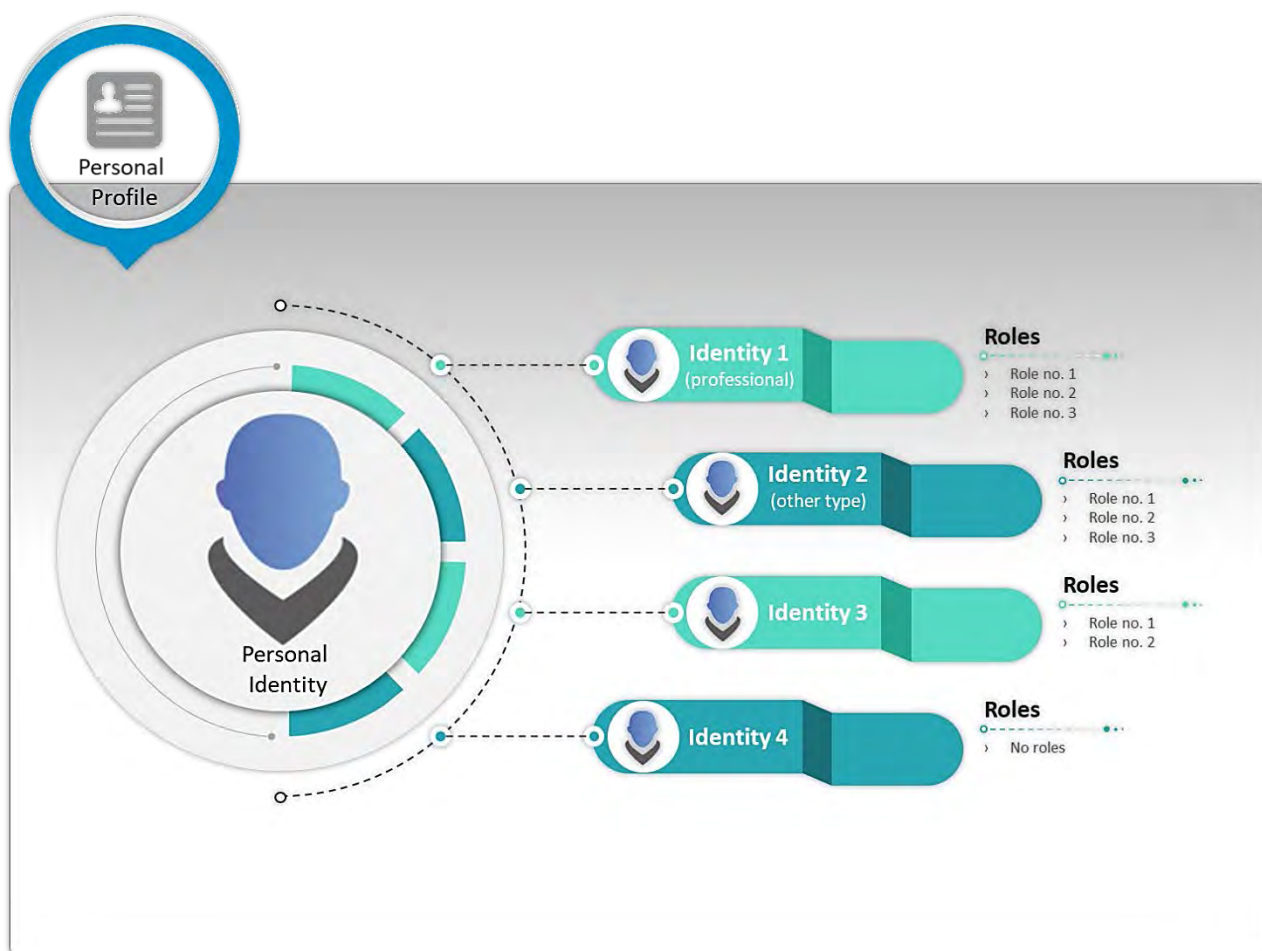 Personal
Profile
Personal
Identity
Identity 1
(professional)
Roles
› Role no. 1
› Role no. 2
› Role no. 3
Identity 2
(other type)
Roles
› Role no. 1
› Role no. 2
› Role no. 3
Identity 3
Roles
› Role no. 1
› Role no. 2
Identity 4
Roles
› No roles